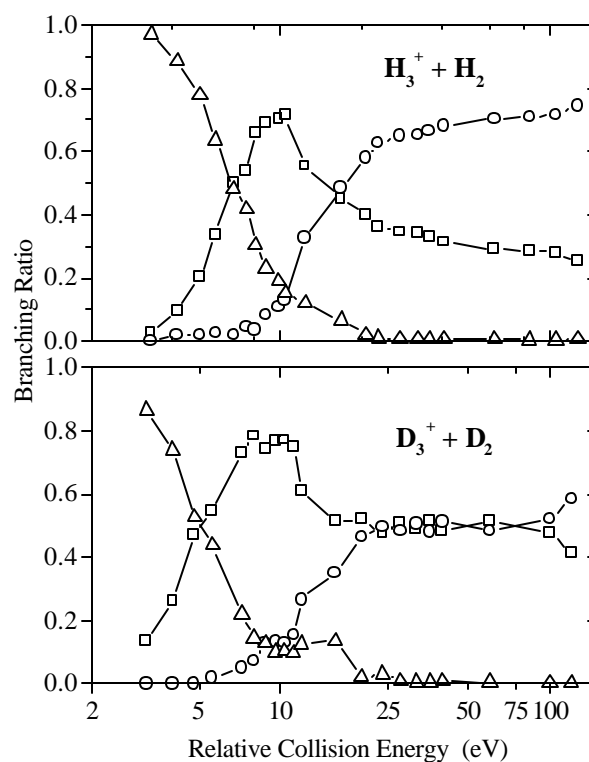 1.0
0.8
0.6
0.4
0.2
0.0
H₃⁺ + H₂
Branching Ratio
1.0
0.8
0.6
0.4
0.2
0.0
D₃⁺ + D₂
2 5 10 25 50 75 100
Relative Collision Energy (eV)